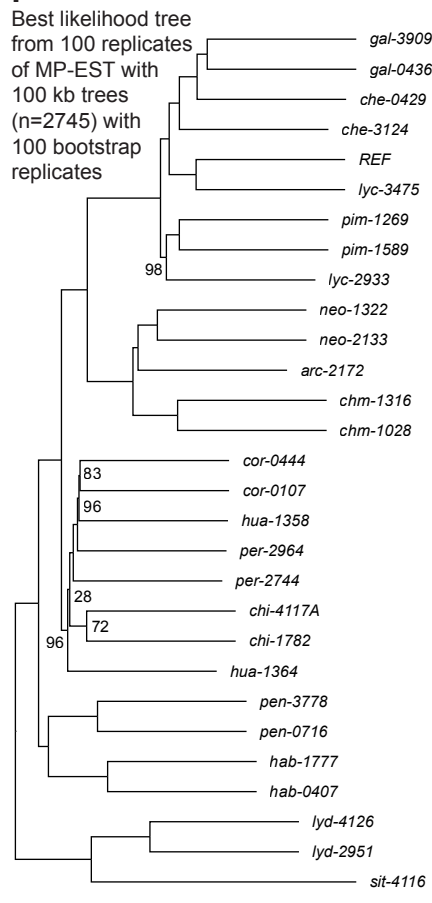 Best likelihood tree
from 100 replicates
of MP-EST with
100 kb trees
(n=2745) with
100 bootstrap
replicates
gal-3909
gal-0436
che-0429
che-3124
REF
lyc-3475
pim-1269
pim-1589
98
lyc-2933
neo-1322
neo-2133
arc-2172
chm-1316
chm-1028
cor-0444
83
cor-0107
96
hua-1358
per-2964
per-2744
28
chi-4117A
72
chi-1782
96
hua-1364
pen-3778
pen-0716
hab-1777
hab-0407
lyd-4126
lyd-2951
sit-4116